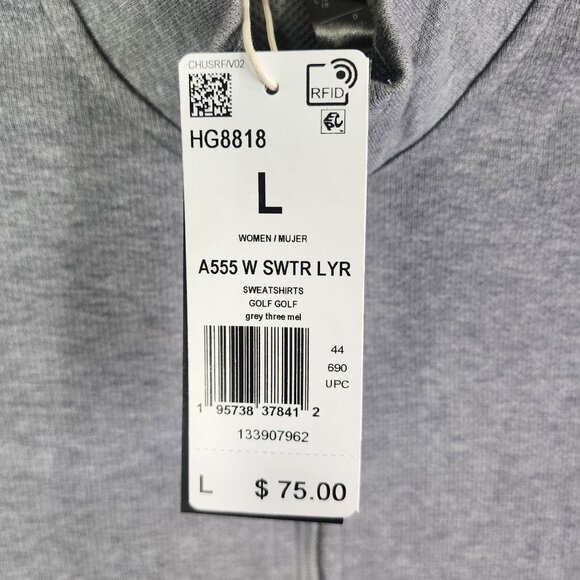 CHUSRF/V02
RFID
HG8818
L
WOMEN / MUJER
A555 W SWTR LYR
SWEATSHIRTS
GOLF GOLF
grey three mel
44
690
UPC
1 95738 37841 2
133907962
L $ 75.00